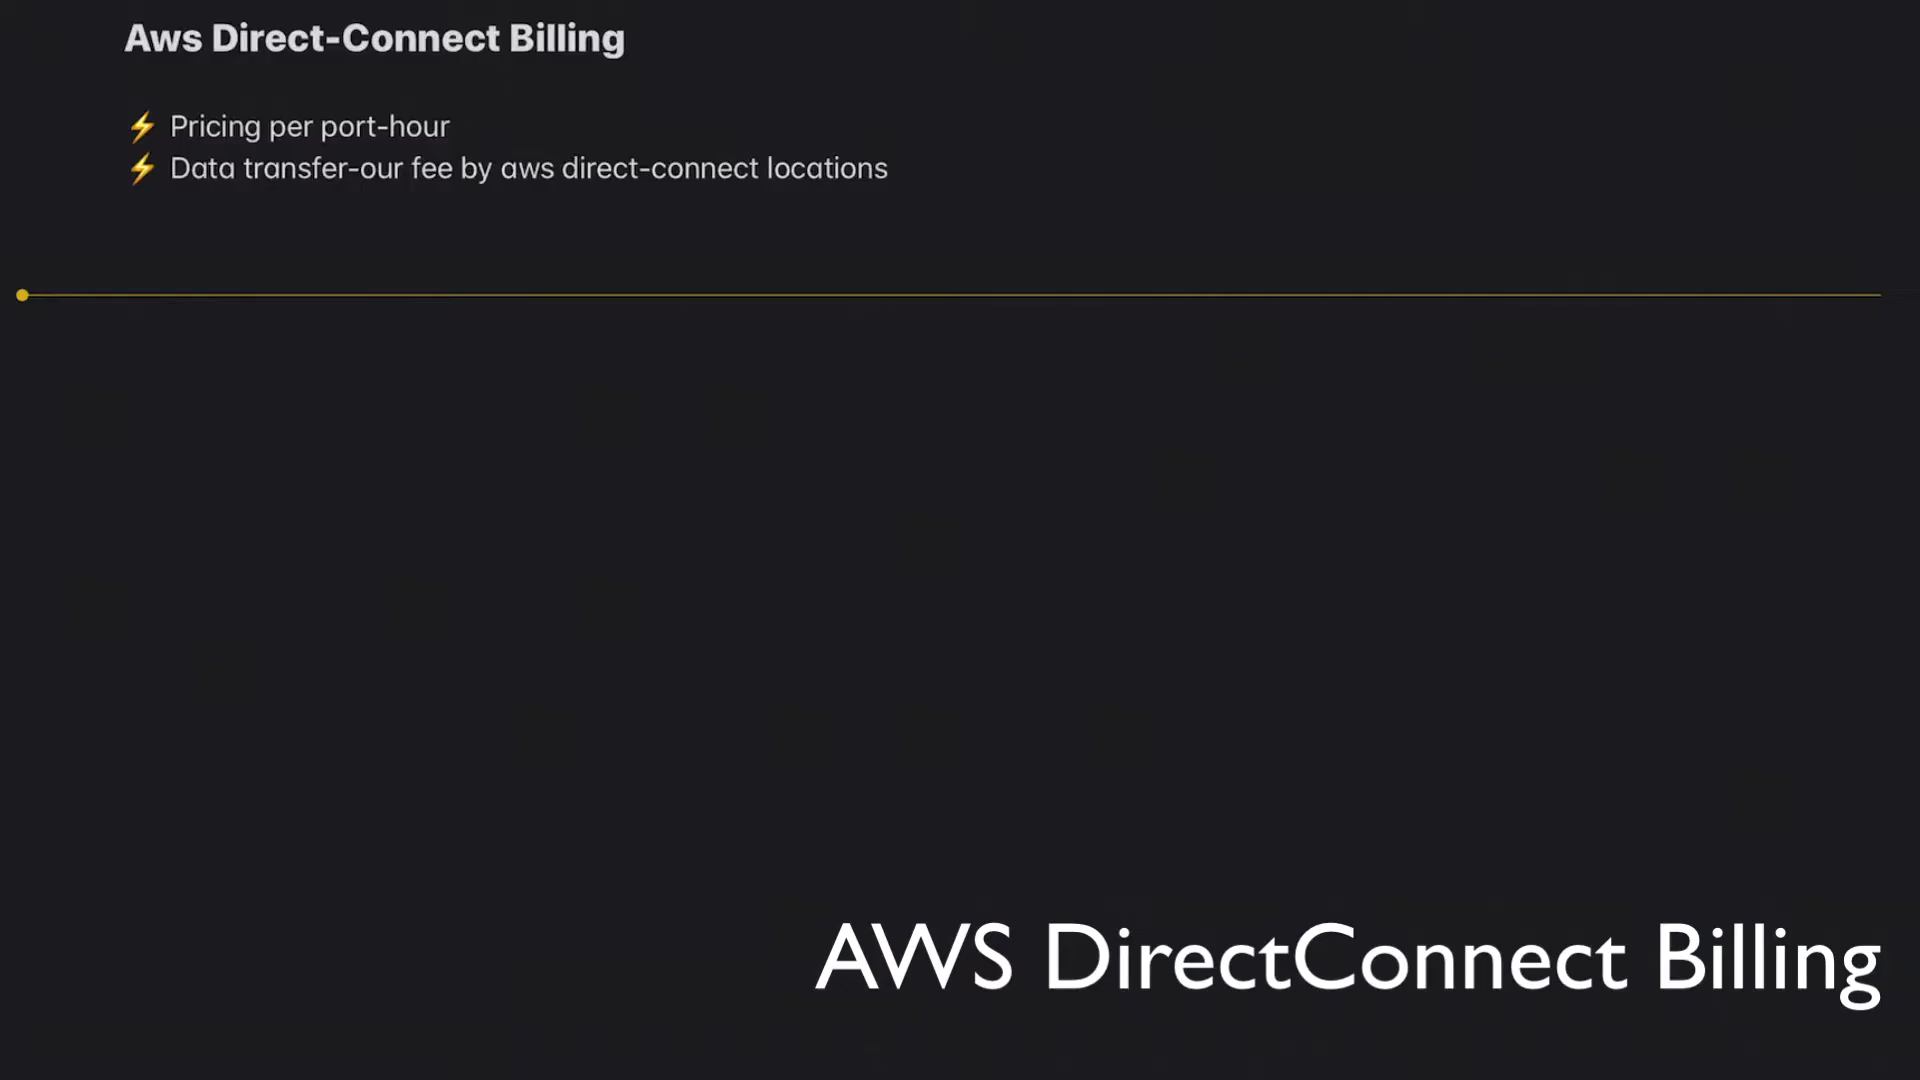 Aws Direct-Connect Billing
⚡ Pricing per port-hour
⚡ Data transfer-our fee by aws direct-connect locations
AWS DirectConnect Billing